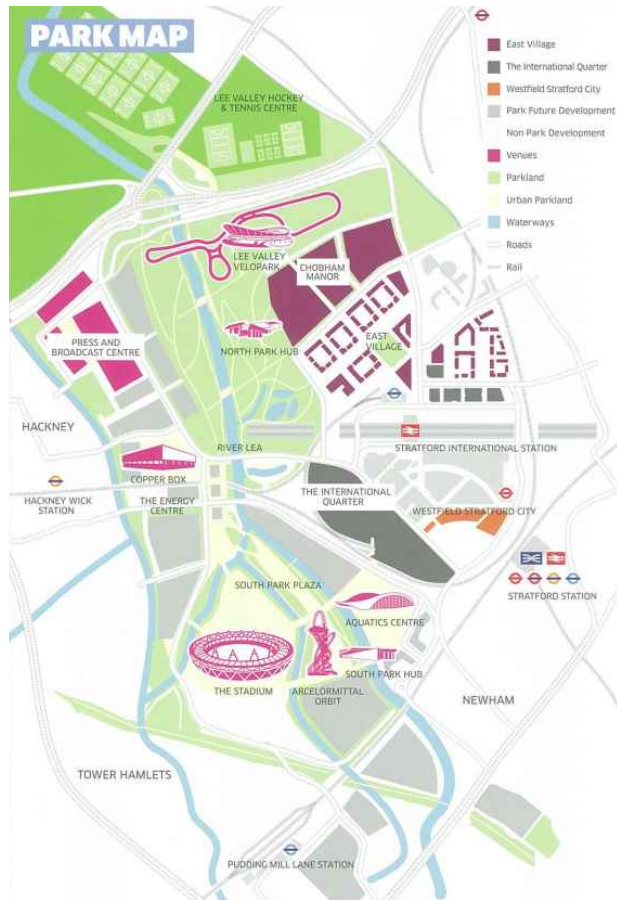 PARK MAP
East Village
The International Quarter
Westfield Stratford City
Park Future Development
Non Park Development
Venues
Parkland
Urban Parkland
Waterways
Roads
Rail
LEE VALLEY HOCKEY
& TENNIS CENTRE
LEE VALLEY
VELOPARK
CHOBHAM
MANOR
PRESS AND
BROADCAST CENTRE
NORTH PARK HUB
EAST
VILLAGE
HACKNEY
RIVER LEA
STRATFORD INTERNATIONAL STATION
COPPER BOX
HACKNEY WICK
STATION
THE ENERGY
CENTRE
THE INTERNATIONAL
QUARTER
WESTFIELD STRATFORD CITY
SOUTH PARK PLAZA
STRATFORD STATION
AQUATICS CENTRE
THE STADIUM
ARCELORMITTAL
ORBIT
SOUTH PARK HUB
NEWHAM
TOWER HAMLETS
PUDDING MILL LANE STATION